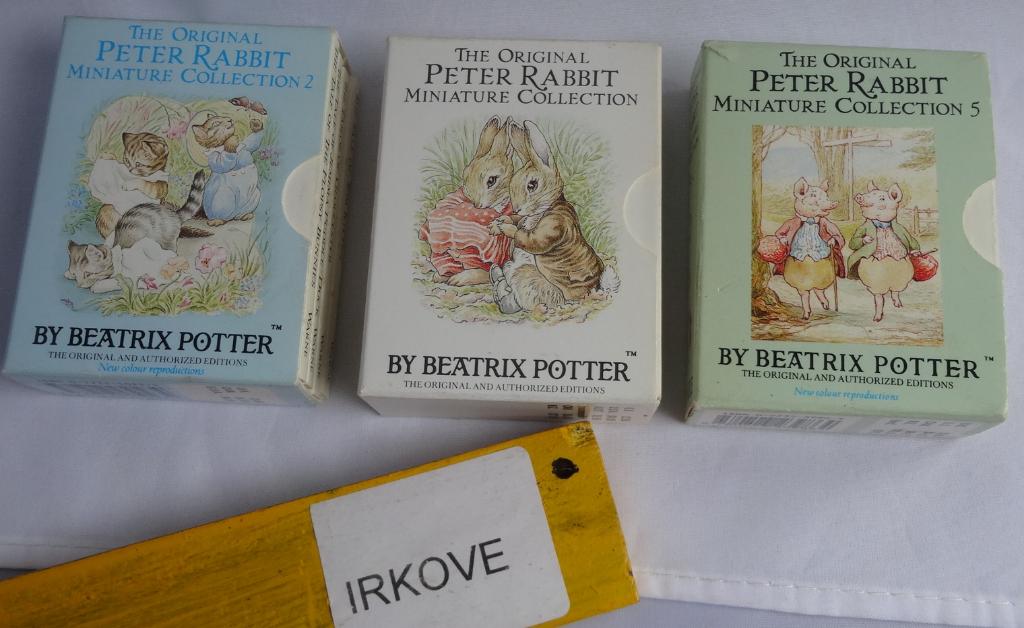 THE ORIGINAL
PETER RABBIT
MINIATURE COLLECTION 2
BY BEATRIX POTTER™
THE ORIGINAL AND AUTHORIZED EDITIONS
New colour reproductions
THE ORIGINAL
PETER RABBIT
MINIATURE COLLECTION
BY BEATRIX POTTER™
THE ORIGINAL AND AUTHORIZED EDITIONS
THE ORIGINAL
PETER RABBIT
MINIATURE COLLECTION 5
BY BEATRIX POTTER™
THE ORIGINAL AND AUTHORIZED EDITIONS
New colour reproductions
IRKOVE